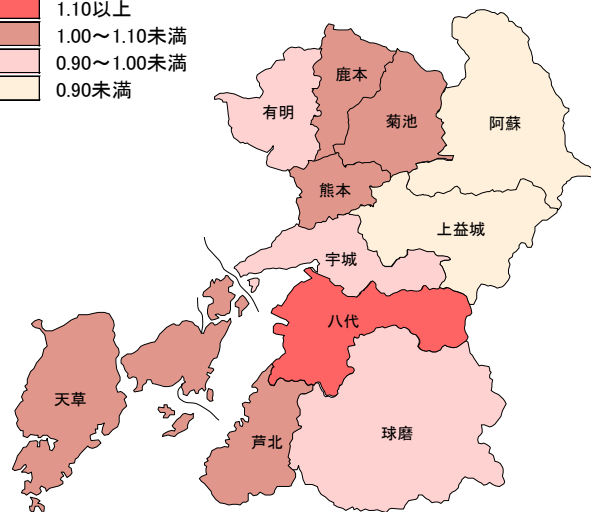 1.10以上
1.00～1.10未満
0.90～1.00未満
0.90未満
鹿本
有明
菊池
阿蘇
熊本
上益城
宇城
八代
天草
芦北
球磨